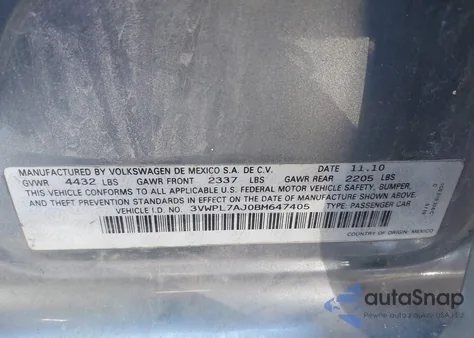 MANUFACTURED BY VOLKSWAGEN DE MEXICO S.A. DE C.V. DATE 11.10
GVWR 4432 LBS GAWR FRONT 2337 LBS GAWR REAR 2205 LBS
THIS VEHICLE CONFORMS TO ALL APPLICABLE U.S. FEDERAL MOTOR VEHICLE SAFETY, BUMPER,
AND THEFT PREVENTION STANDARDS IN EFFECT ON THE DATE OF MANUFACTURE SHOWN ABOVE.
VEHICLE I.D. NO. 3VWPL7AJ0BM647405 TYPE: PASSENGER CAR
COUNTRY OF ORIGIN: MEXICO
autoSnap